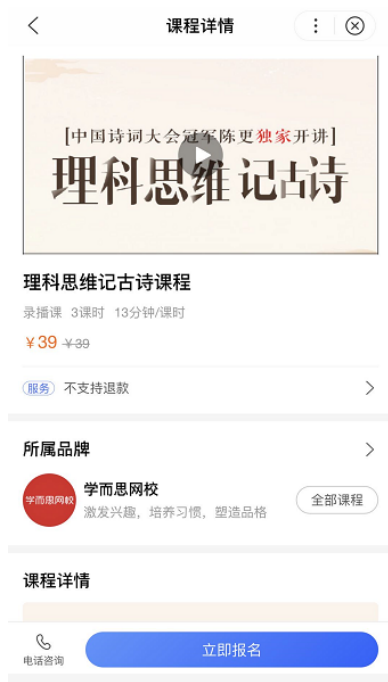 课程详情
[中国诗词大会冠军陈更独家开讲]
理科思维 记古诗
理科思维记古诗课程
录播课 3课时 13分钟/课时
￥39 ￥39
服务 不支持退款
所属品牌
学而思网校
学而思网校
激发兴趣，培养习惯，塑造品格
全部课程
课程详情
电话咨询
立即报名